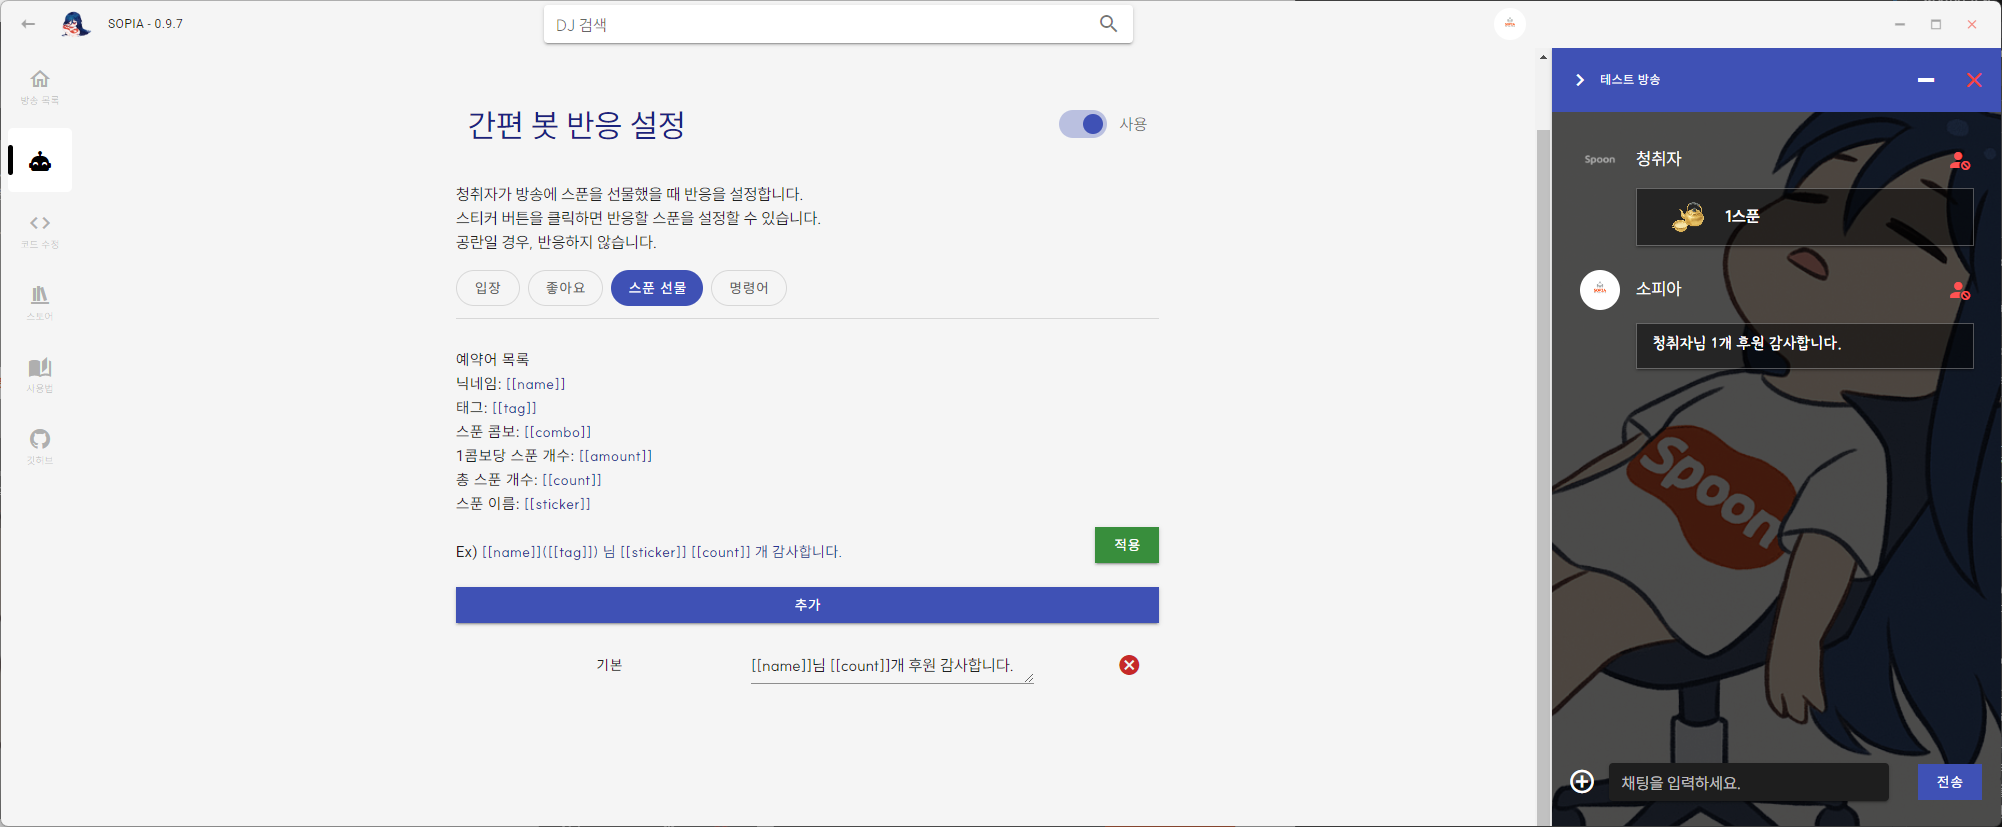 SOPIA - 0.9.7
DJ 검색
방송 목록
코드 수정
스토어
사용법
깃허브
간편 봇 반응 설정
사용
청취자가 방송에 스푼을 선물했을 때 반응을 설정합니다.
스티커 버튼을 클릭하면 반응할 스푼을 설정할 수 있습니다.
공란일 경우, 반응하지 않습니다.
입장
좋아요
스푼 선물
명령어
예약어 목록
닉네임: [[name]]
태그: [[tag]]
스푼 콤보: [[combo]]
1콤보당 스푼 개수: [[amount]]
총 스푼 개수: [[count]]
스푼 이름: [[sticker]]
Ex) [[name]]([[tag]]) 님 [[sticker]] [[count]] 개 감사합니다.
적용
추가
기본
[[name]]님 [[count]]개 후원 감사합니다.
테스트 방송
Spoon
청취자
1스푼
소피아
청취자님 1개 후원 감사합니다.
Spoon
채팅을 입력하세요.
전송